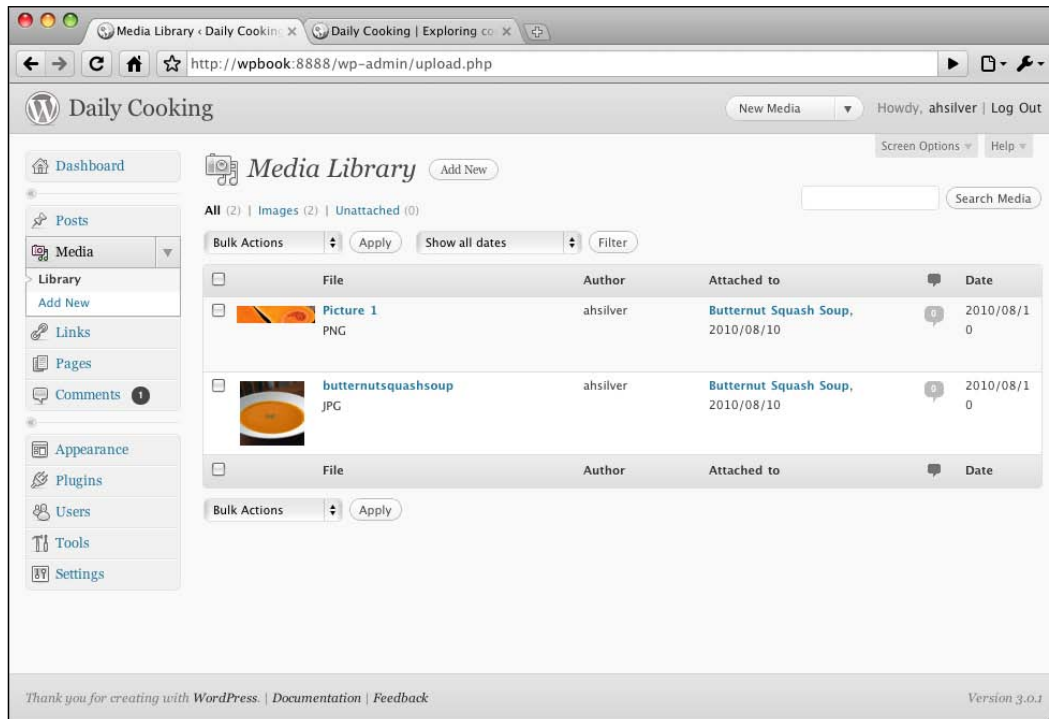 Media Library ‹ Daily Cooking
Daily Cooking | Exploring co
http://wpbook:8888/wp-admin/upload.php
Daily Cooking
New Media
Howdy, ahsilver | Log Out
Screen Options
Help
Dashboard
Posts
Media
Library
Add New
Links
Pages
Comments 1
Appearance
Plugins
Users
Tools
Settings
Media Library Add New
Search Media
All (2) | Images (2) | Unattached (0)
Bulk Actions Apply Show all dates Filter
File Author Attached to Date
Picture 1 ahsilver Butternut Squash Soup, 0 2010/08/1
PNG 2010/08/10 0
butternutsquashsoup ahsilver Butternut Squash Soup, 0 2010/08/1
JPG 2010/08/10 0
File Author Attached to Date
Bulk Actions Apply
Thank you for creating with WordPress. | Documentation | Feedback
Version 3.0.1